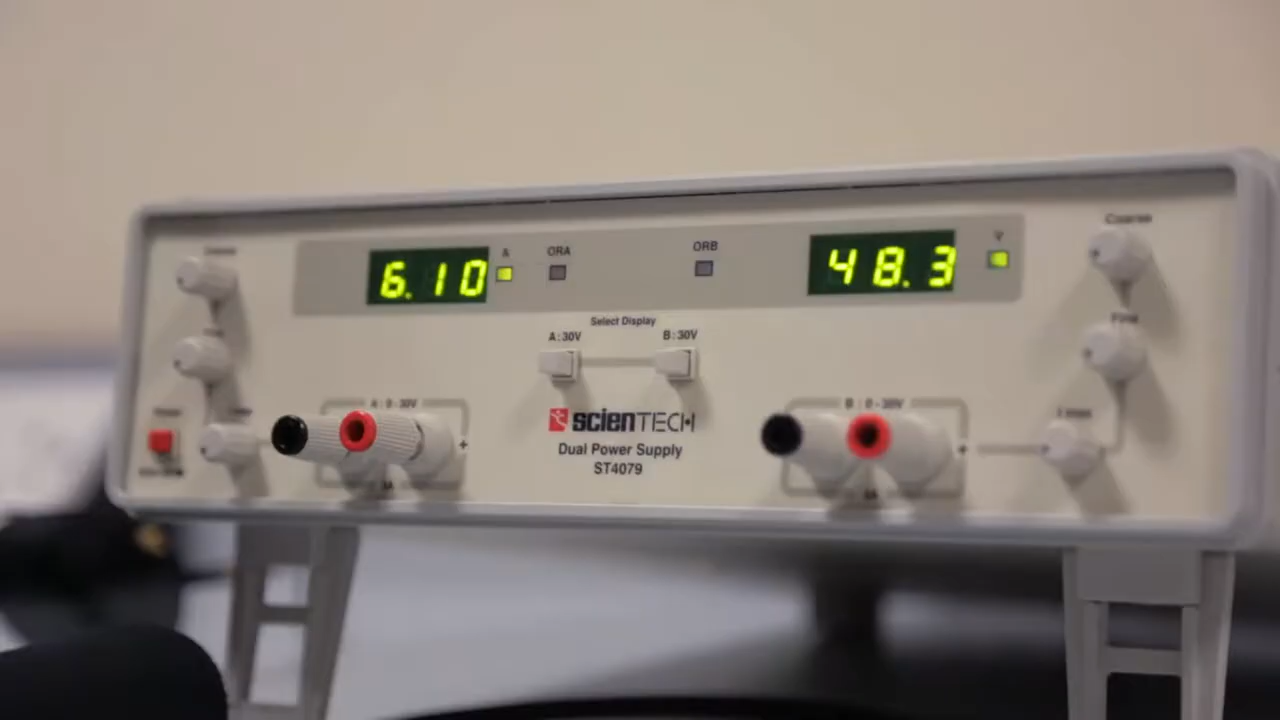 Coarse
V
A
ORA
ORB
6.10
48.3
Select Display
A:30V
B:30V
Fine
A: 0-30V
B: 0-30V
scienTECH
+
+
Dual Power Supply
ST4079